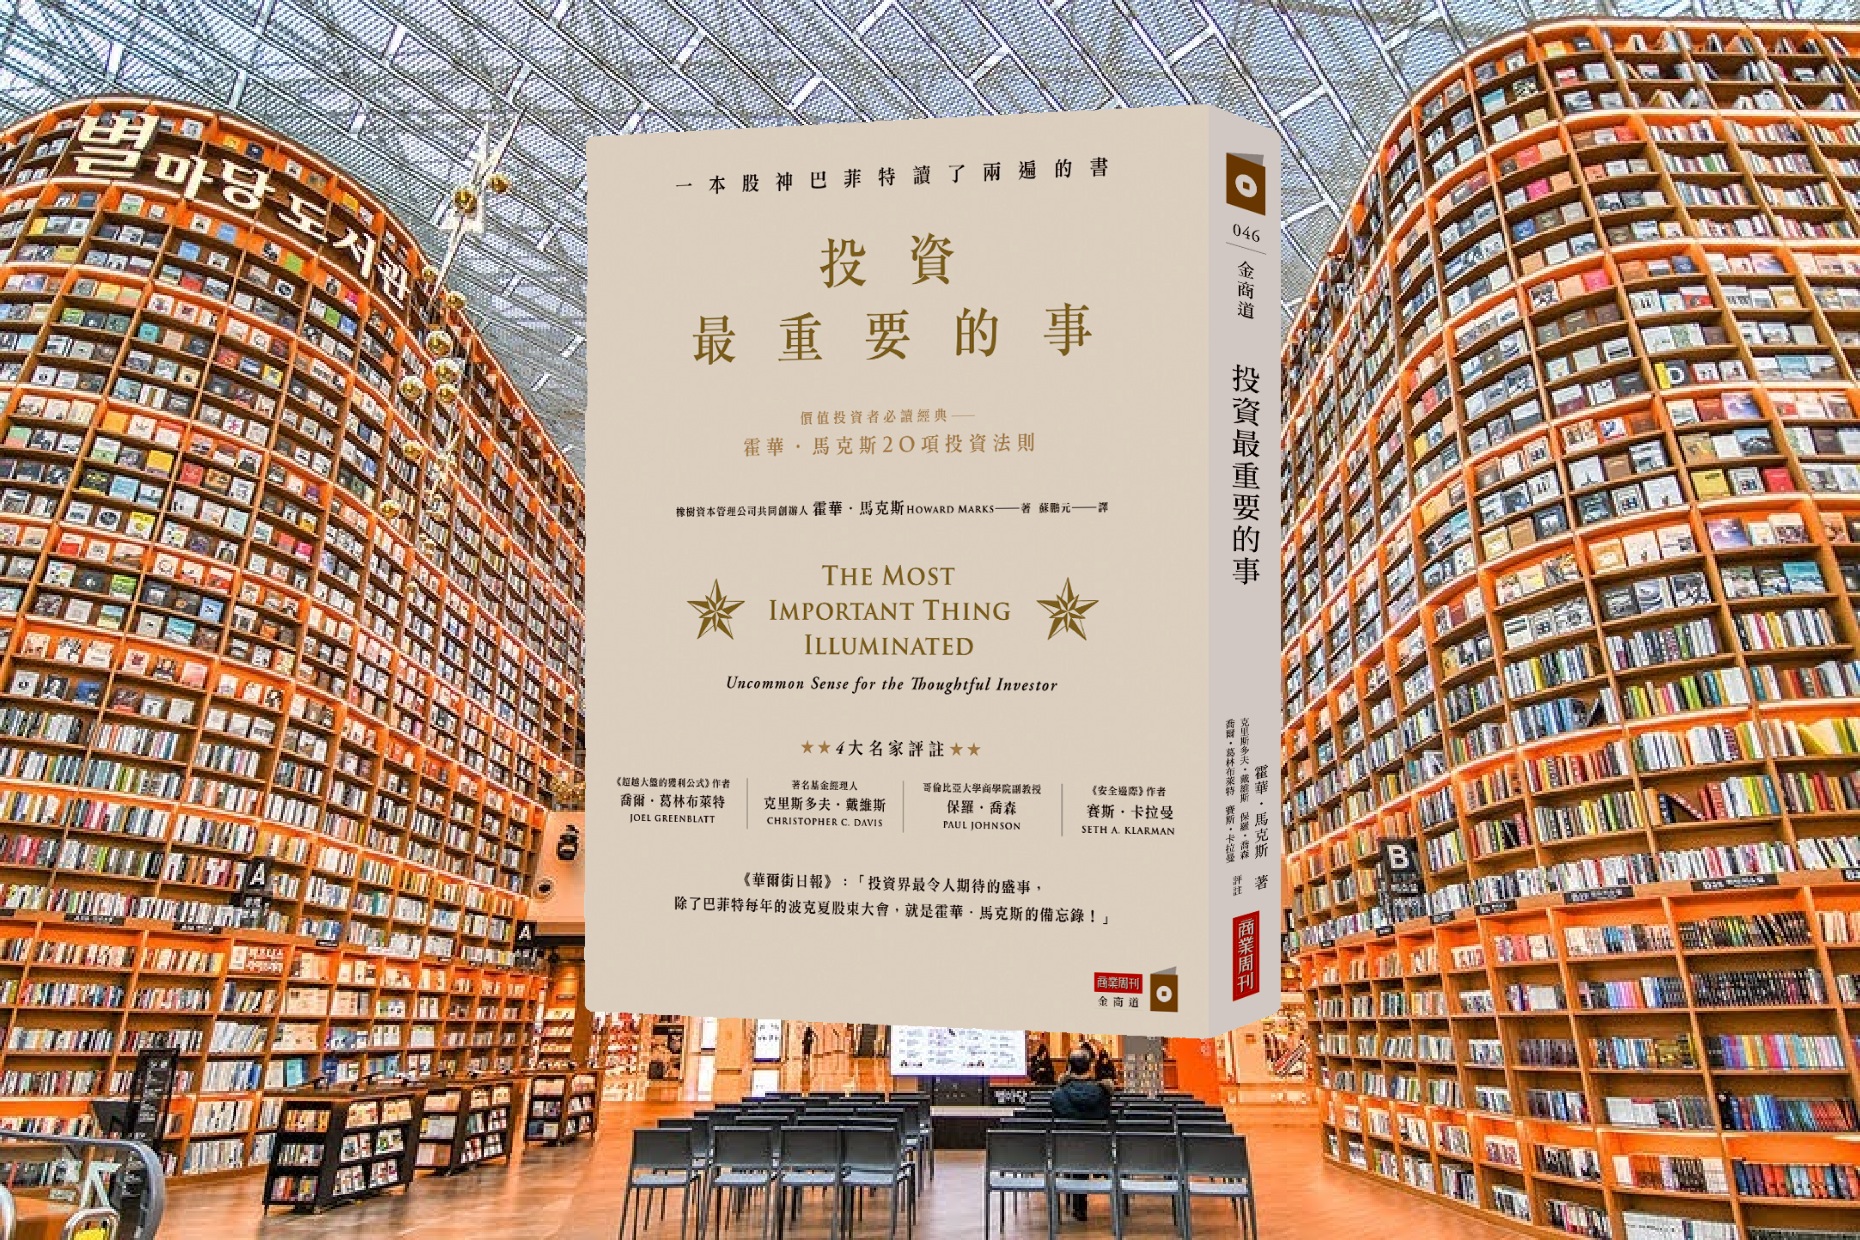 별마당도서관
一本股神巴菲特讀了兩遍的書
投資
最重要的事
價值投資者必讀經典——
霍華・馬克斯20項投資法則
橡樹資本管理公司共同創辦人 霍華・馬克斯 HOWARD MARKS——著 蘇鵬元——譯
THE MOST
IMPORTANT THING
ILLUMINATED
Uncommon Sense for the Thoughtful Investor
★★4大名家評註★★
《超越大盤的獲利公式》作者
喬爾・葛林布萊特
JOEL GREENBLATT
著名基金經理人
克里斯多夫・戴維斯
CHRISTOPHER C. DAVIS
哥倫比亞大學商學院副教授
保羅・喬森
PAUL JOHNSON
《安全邊際》作者
賽斯・卡拉曼
SETH A. KLARMAN
《華爾街日報》：「投資界最令人期待的盛事，
除了巴菲特每年的波克夏股東大會，就是霍華・馬克斯的備忘錄！」
商業周刊
金商道
046
金商道
投資最重要的事
霍華・馬克斯 著
克里斯多夫・戴維斯 保羅・喬森
喬爾・葛林布萊特 賽斯・卡拉曼 評註
商業周刊
A
A
B
별마당